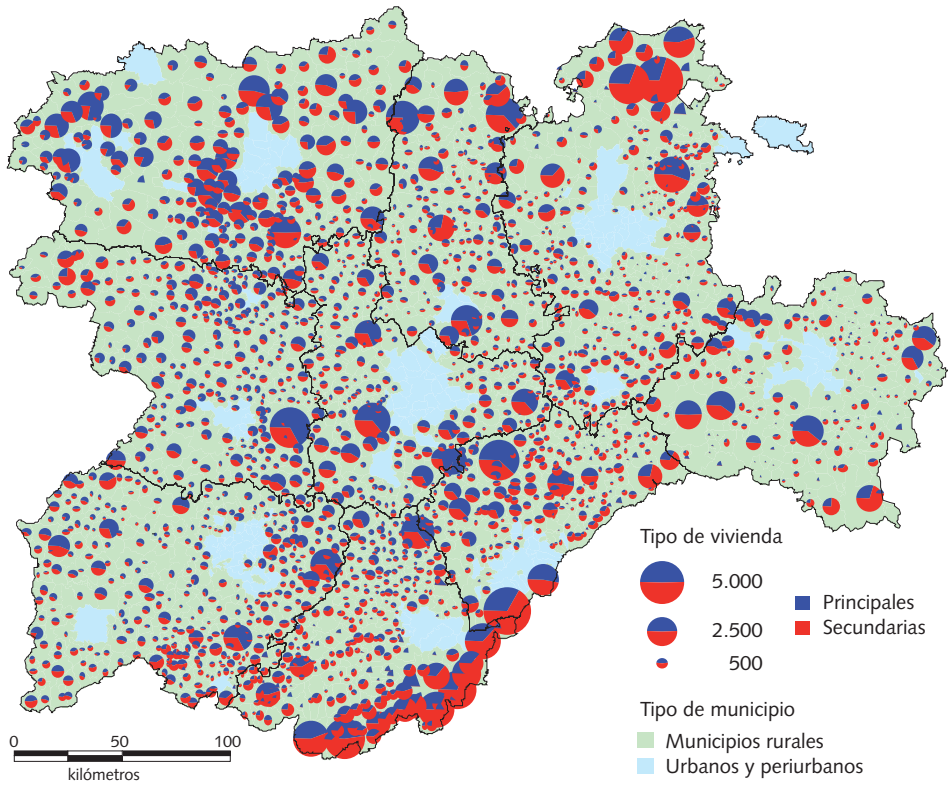 Tipo de vivienda
5.000
2.500
500
Principales
Secundarias
Tipo de municipio
Municipios rurales
Urbanos y periurbanos
0 50 100
kilómetros